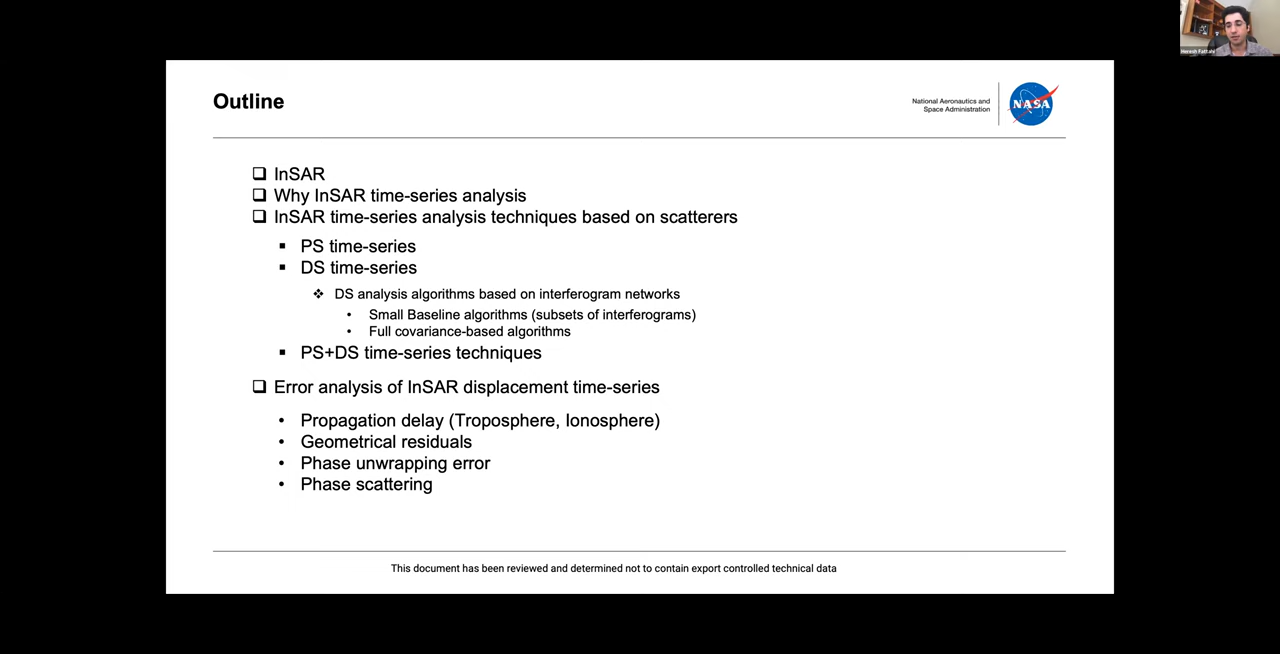 Heresh Fattahi
Outline
National Aeronautics and
Space Administration
NASA
❑ InSAR
❑ Why InSAR time-series analysis
❑ InSAR time-series analysis techniques based on scatterers
▪ PS time-series
▪ DS time-series
❖ DS analysis algorithms based on interferogram networks
• Small Baseline algorithms (subsets of interferograms)
• Full covariance-based algorithms
▪ PS+DS time-series techniques
❑ Error analysis of InSAR displacement time-series
• Propagation delay (Troposphere, Ionosphere)
• Geometrical residuals
• Phase unwrapping error
• Phase scattering
This document has been reviewed and determined not to contain export controlled technical data